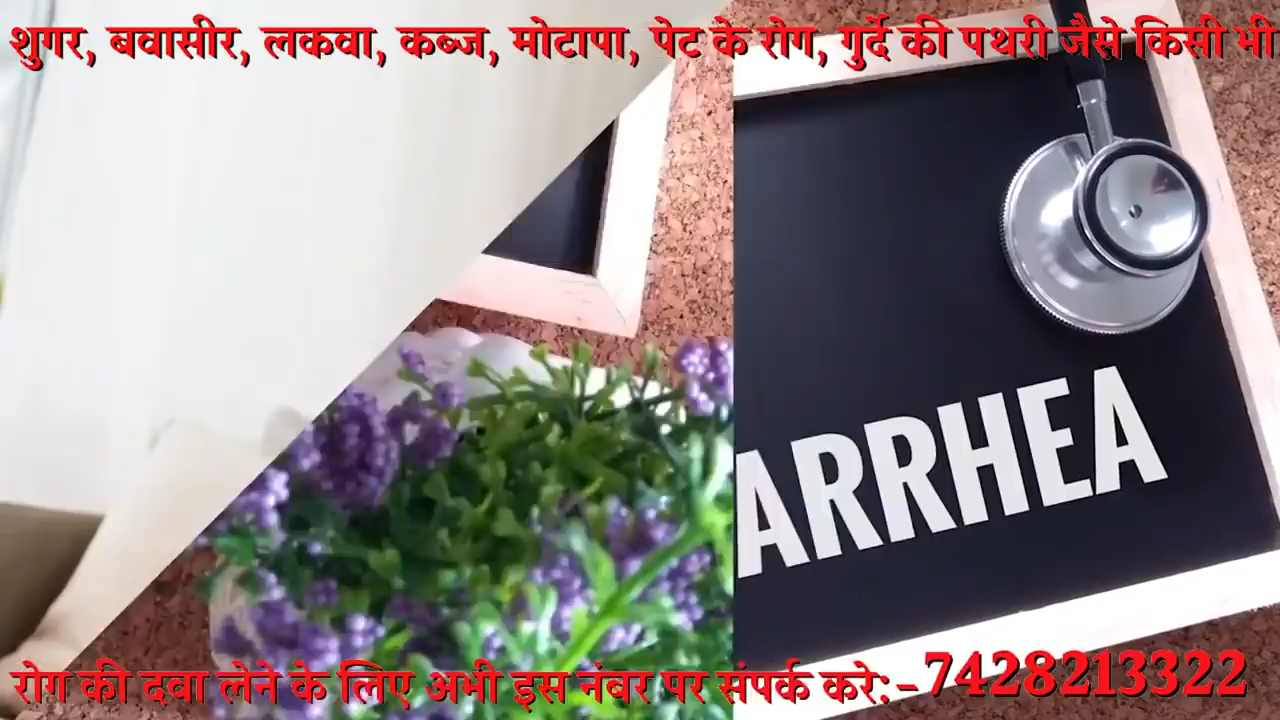 शुगर, बवासीर, लकवा, कब्ज, मोटापा, पेट के रोग, गुर्दे की पथरी जैसे किसी भी
ARRHEA
रोग की दवा लेने के लिए अभी इस नंबर पर संपर्क करे:-7428213322